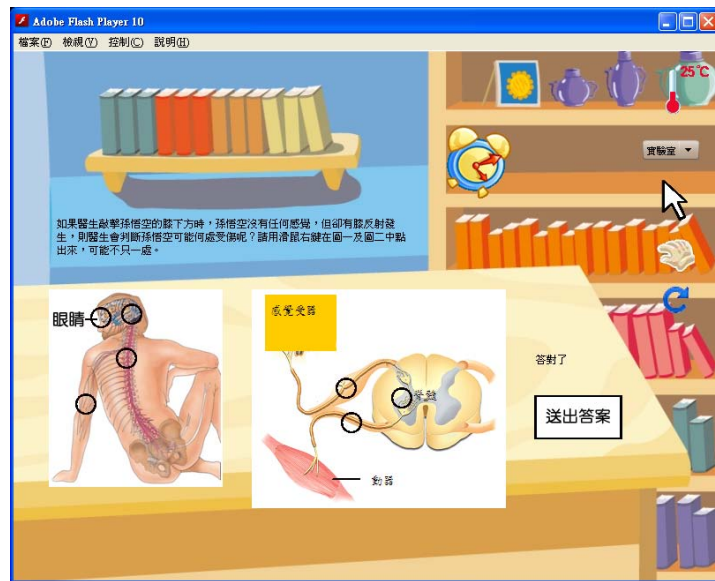 Adobe Flash Player 10
檔案(F) 檢視(V) 控制(C) 說明(H)
25℃
實驗室
如果醫生敲擊孫悟空的膝下方時,孫悟空沒有任何感覺,但卻有膝反射發
生,則醫生會判斷孫悟空可能何處受傷呢?請用滑鼠右鍵在圖一及圖二中點
出來,可能不只一處。
眼睛
感覺受器
動器
答對了
送出答案